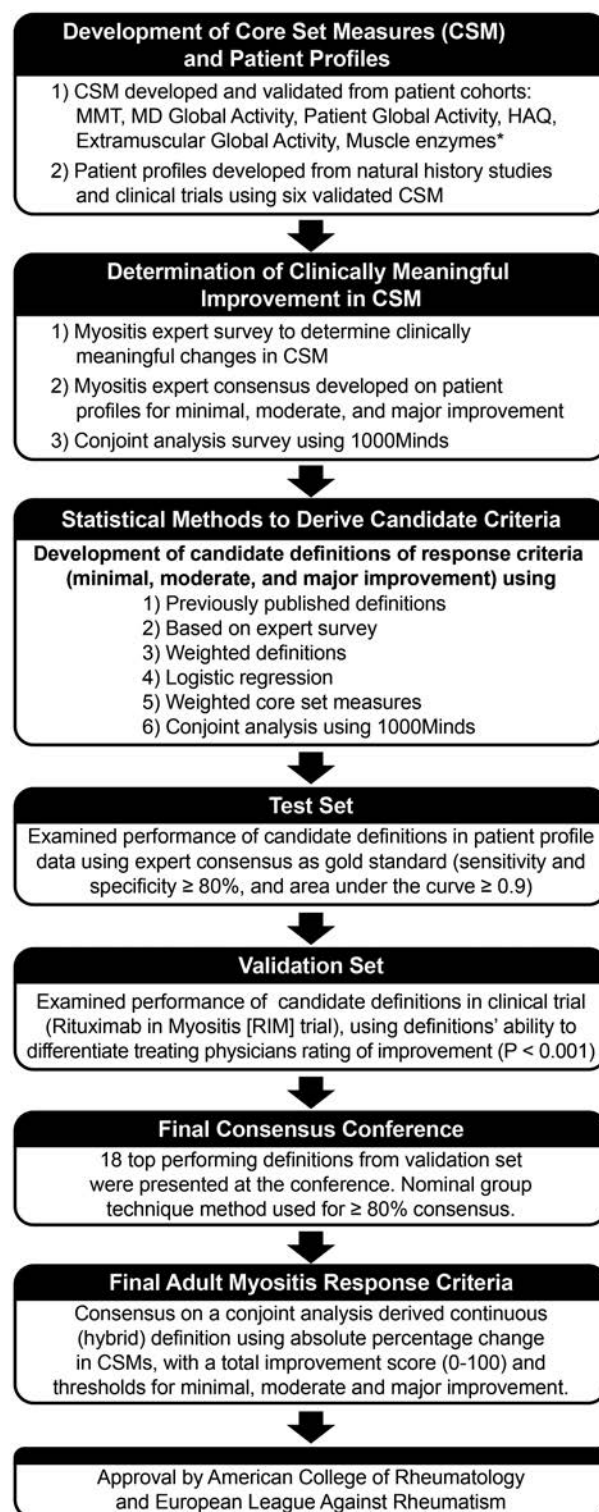 Development of Core Set Measures (CSM)
and Patient Profiles
1) CSM developed and validated from patient cohorts:
MMT, MD Global Activity, Patient Global Activity, HAQ,
Extramuscular Global Activity, Muscle enzymes*
2) Patient profiles developed from natural history studies
and clinical trials using six validated CSM
Determination of Clinically Meaningful
Improvement in CSM
1) Myositis expert survey to determine clinically
meaningful changes in CSM
2) Myositis expert consensus developed on patient
profiles for minimal, moderate, and major improvement
3) Conjoint analysis survey using 1000Minds
Statistical Methods to Derive Candidate Criteria
Development of candidate definitions of response criteria
(minimal, moderate, and major improvement) using
1) Previously published definitions
2) Based on expert survey
3) Weighted definitions
4) Logistic regression
5) Weighted core set measures
6) Conjoint analysis using 1000Minds
Test Set
Examined performance of candidate definitions in patient profile
data using expert consensus as gold standard (sensitivity and
specificity ≥ 80%, and area under the curve ≥ 0.9)
Validation Set
Examined performance of candidate definitions in clinical trial
(Rituximab in Myositis [RIM] trial), using definitions’ ability to
differentiate treating physicians rating of improvement (P < 0.001)
Final Consensus Conference
18 top performing definitions from validation set
were presented at the conference. Nominal group
technique method used for ≥ 80% consensus.
Final Adult Myositis Response Criteria
Consensus on a conjoint analysis derived continuous
(hybrid) definition using absolute percentage change
in CSMs, with a total improvement score (0-100) and
thresholds for minimal, moderate and major improvement.
Approval by American College of Rheumatology
and European League Against Rheumatism